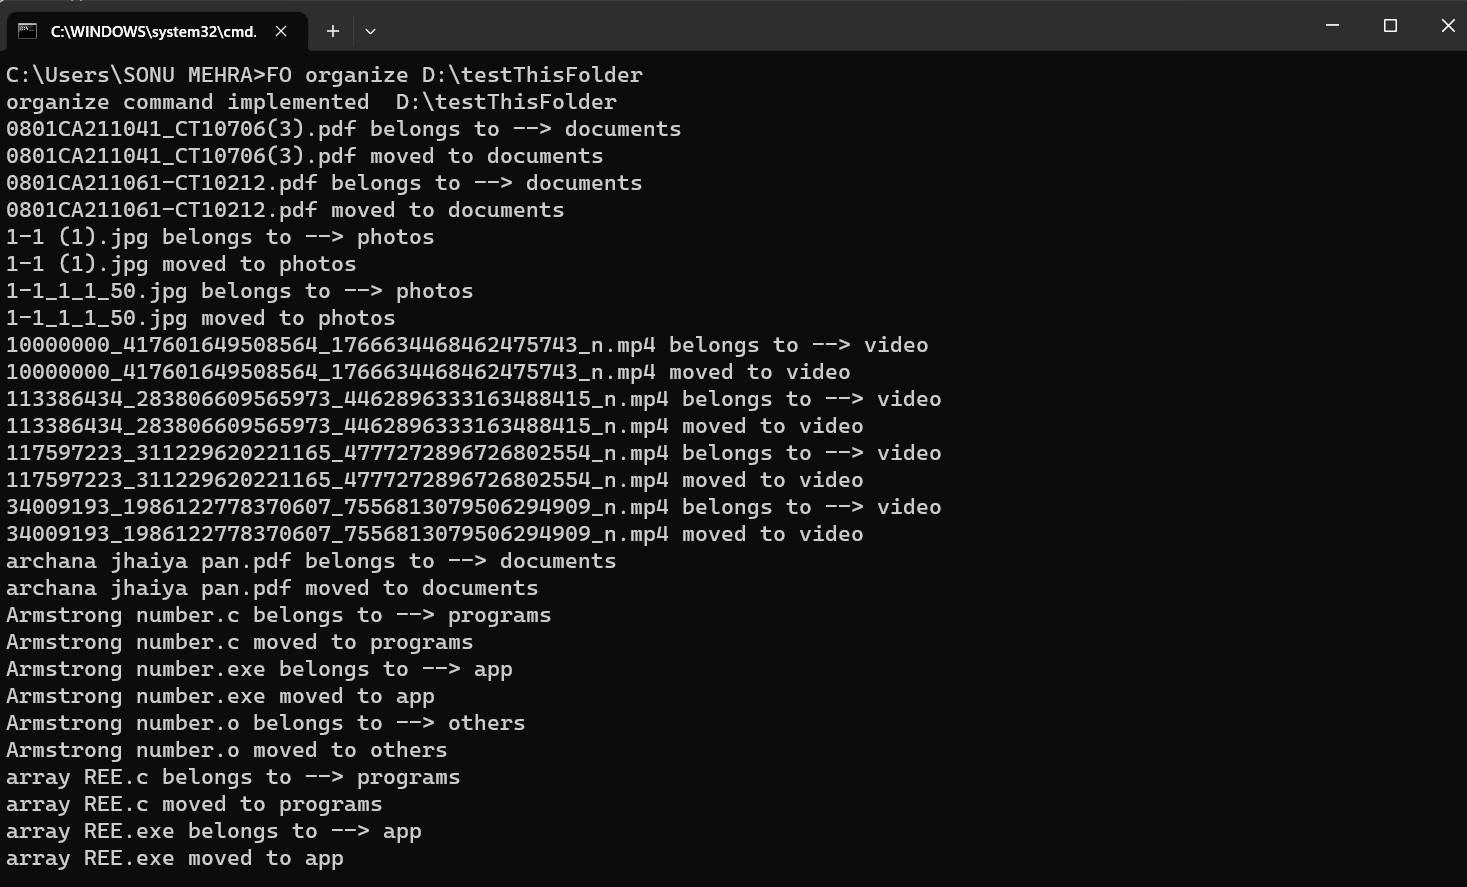 C:\WINDOWS\system32\cmd.
C:\Users\SONU MEHRA>FO organize D:\testThisFolder
organize command implemented  D:\testThisFolder
0801CA211041_CT10706(3).pdf belongs to --> documents
0801CA211041_CT10706(3).pdf moved to documents
0801CA211061-CT10212.pdf belongs to --> documents
0801CA211061-CT10212.pdf moved to documents
1-1 (1).jpg belongs to --> photos
1-1 (1).jpg moved to photos
1-1_1_1_50.jpg belongs to --> photos
1-1_1_1_50.jpg moved to photos
10000000_417601649508564_1766634468462475743_n.mp4 belongs to --> video
10000000_417601649508564_1766634468462475743_n.mp4 moved to video
113386434_283806609565973_4462896333163488415_n.mp4 belongs to --> video
113386434_283806609565973_4462896333163488415_n.mp4 moved to video
117597223_311229620221165_4777272896726802554_n.mp4 belongs to --> video
117597223_311229620221165_4777272896726802554_n.mp4 moved to video
34009193_1986122778370607_7556813079506294909_n.mp4 belongs to --> video
34009193_1986122778370607_7556813079506294909_n.mp4 moved to video
archana jhaiya pan.pdf belongs to --> documents
archana jhaiya pan.pdf moved to documents
Armstrong number.c belongs to --> programs
Armstrong number.c moved to programs
Armstrong number.exe belongs to --> app
Armstrong number.exe moved to app
Armstrong number.o belongs to --> others
Armstrong number.o moved to others
array REE.c belongs to --> programs
array REE.c moved to programs
array REE.exe belongs to --> app
array REE.exe moved to app